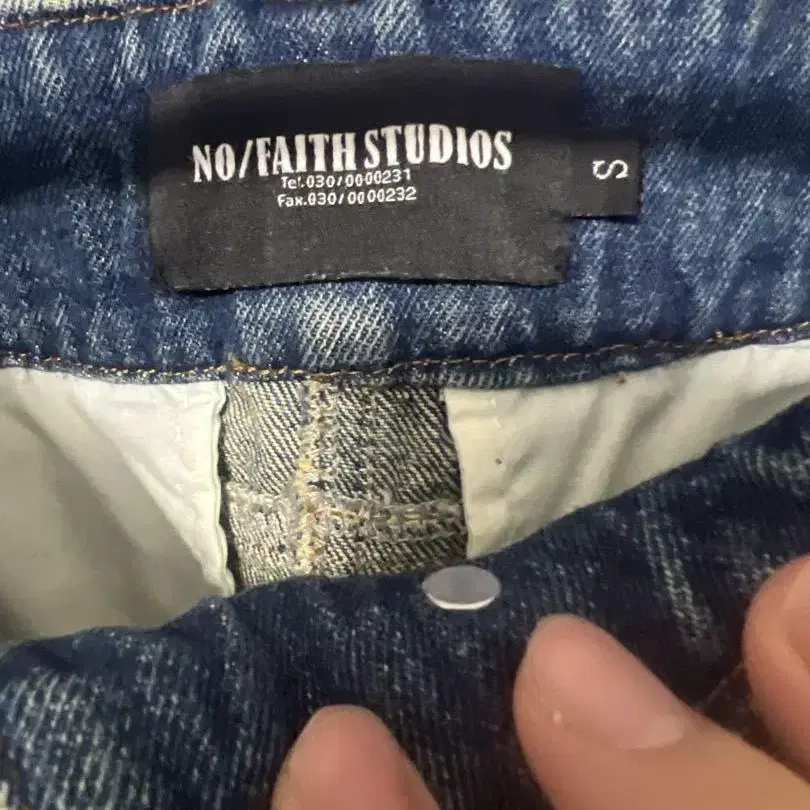 NO/FAITH STUDIOS
Tel.030/0000231
Fax.030/0000232
S